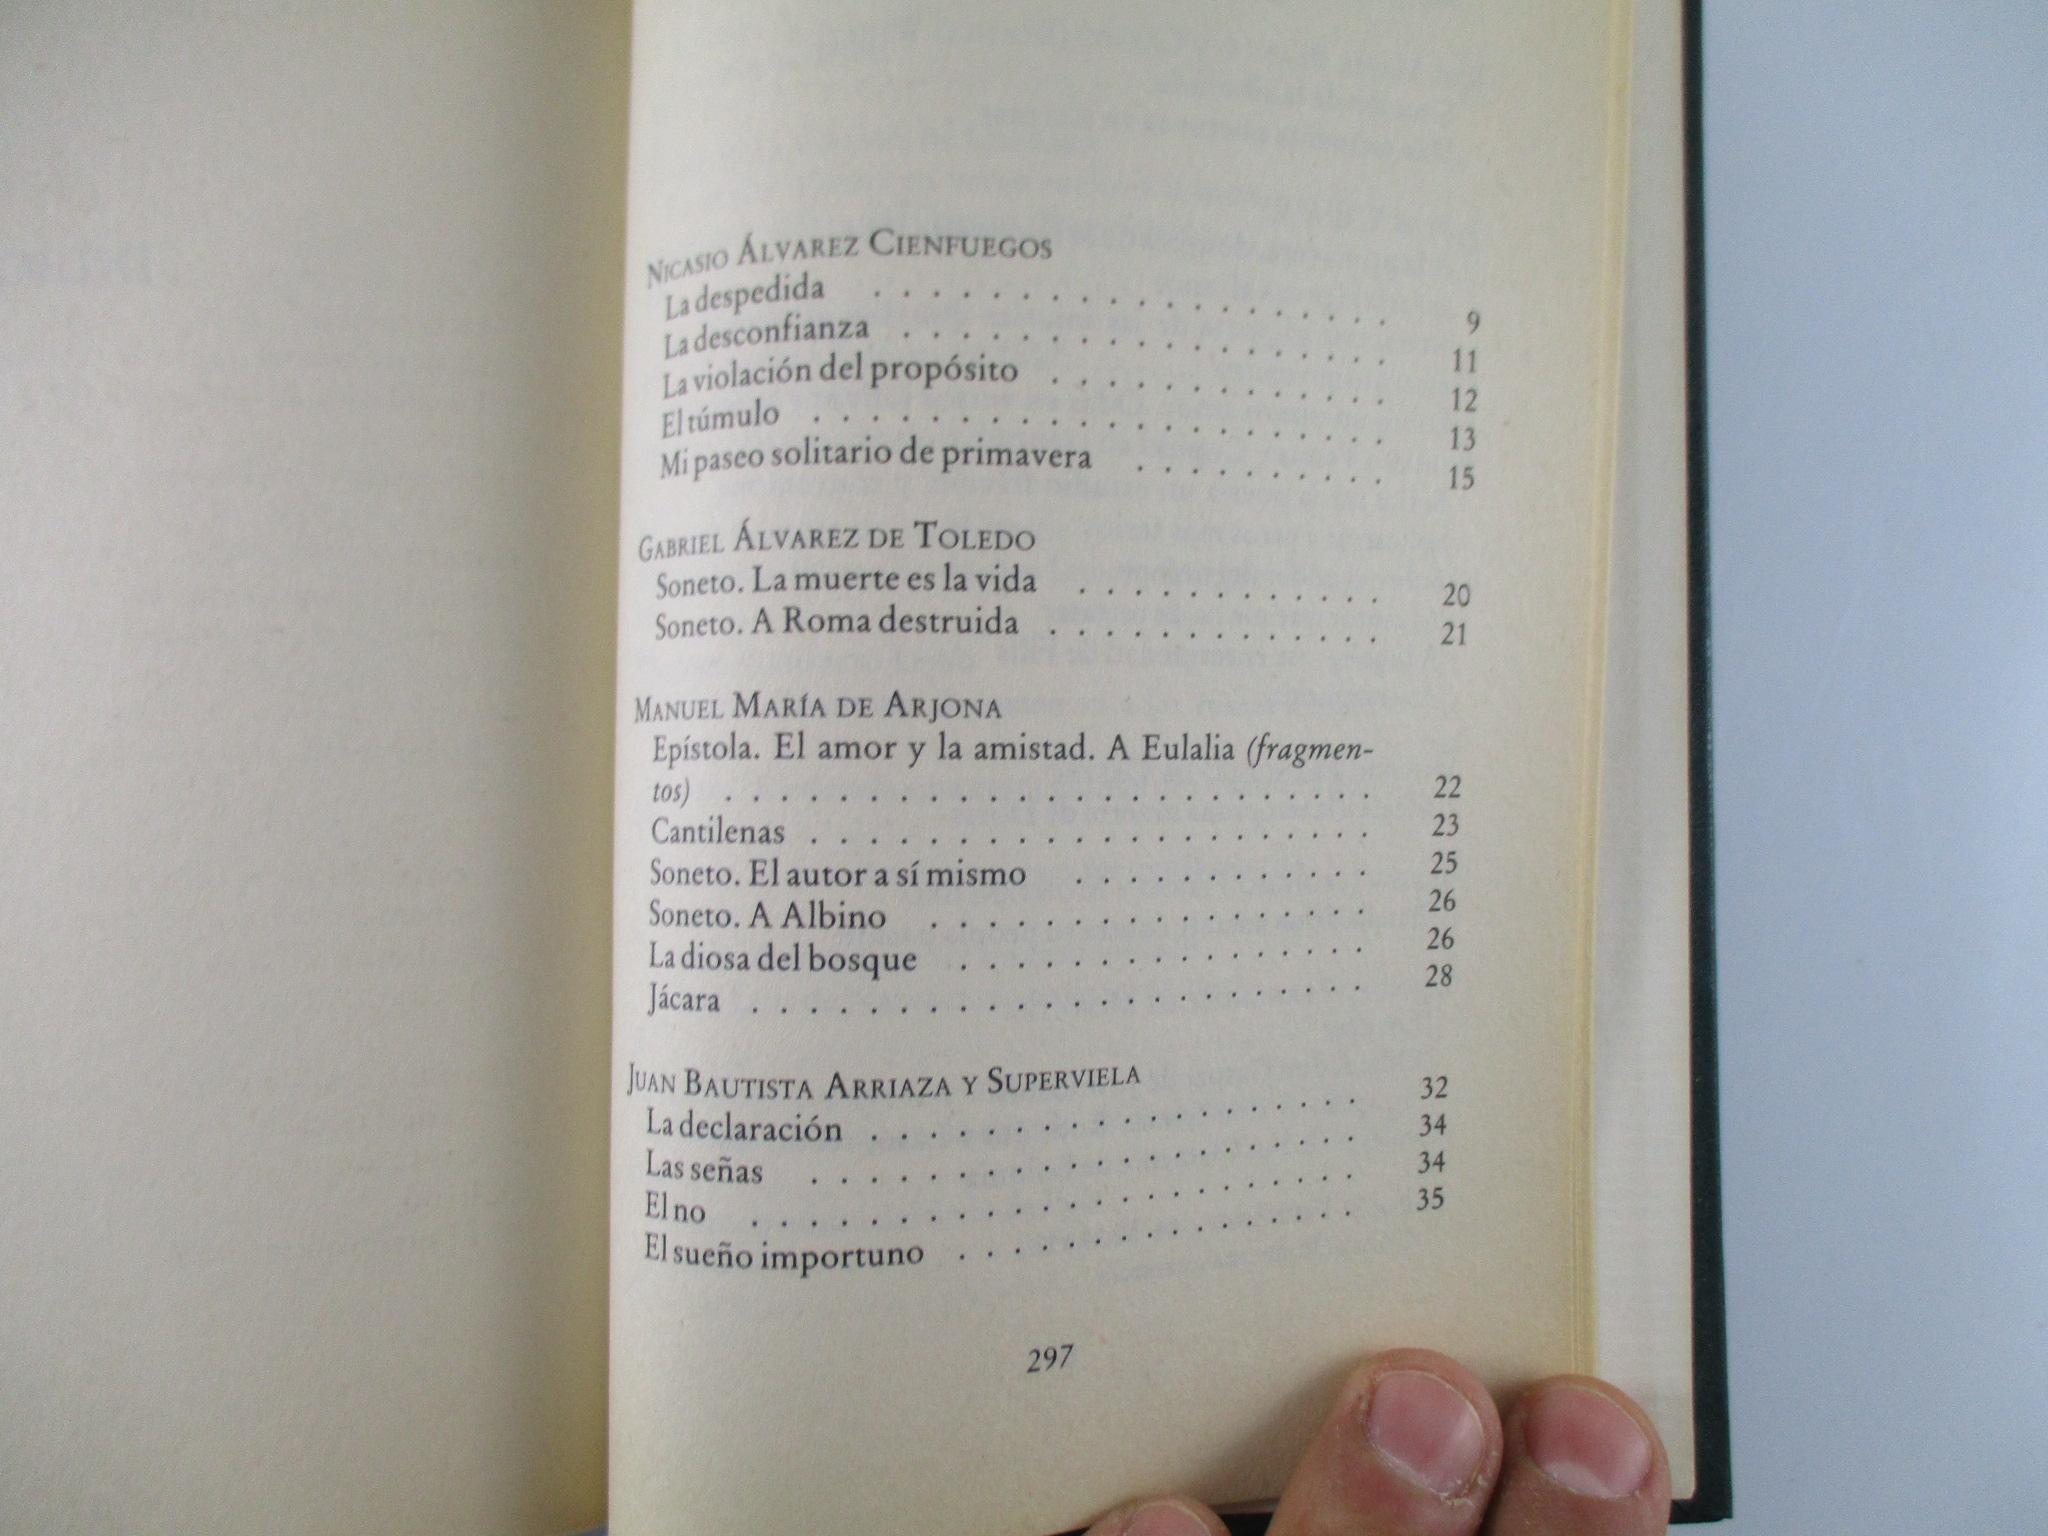 NICASIO ÁLVAREZ CIENFUEGOS
La despedida . . . . . . . . . . . . . . . . . . 9
La desconfianza . . . . . . . . . . . . . . . . . 11
La violación del propósito . . . . . . . . . . . . 12
El túmulo . . . . . . . . . . . . . . . . . . . . 13
Mi paseo solitario de primavera . . . . . . . . . 15
GABRIEL ÁLVAREZ DE TOLEDO
Soneto. La muerte es la vida . . . . . . . . . . . 20
Soneto. A Roma destruida . . . . . . . . . . . . 21
MANUEL MARÍA DE ARJONA
Epístola. El amor y la amistad. A Eulalia (fragmen-
tos) . . . . . . . . . . . . . . . . . . . . . . . 22
Cantilenas . . . . . . . . . . . . . . . . . . . . 23
Soneto. El autor a sí mismo . . . . . . . . . . . 25
Soneto. A Albino . . . . . . . . . . . . . . . . 26
La diosa del bosque . . . . . . . . . . . . . . . 26
Jácara . . . . . . . . . . . . . . . . . . . . . . 28
JUAN BAUTISTA ARRIAZA Y SUPERVIELA
La declaración . . . . . . . . . . . . . . . . . . 32
Las señas . . . . . . . . . . . . . . . . . . . . 34
El no . . . . . . . . . . . . . . . . . . . . . . 34
El sueño importuno . . . . . . . . . . . . . . . 35
297